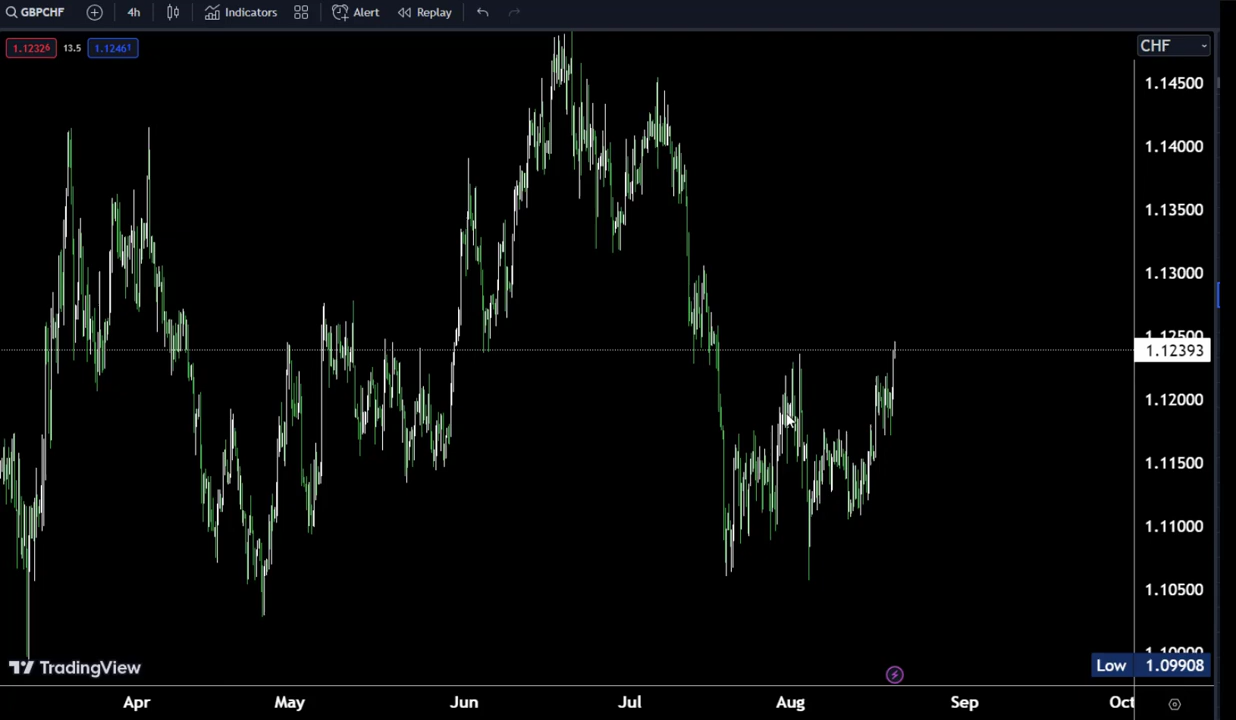 GBPCHF 4h Indicators Alert Replay
1.12326 13.5 1.12461
CHF
1.14500
1.14000
1.13500
1.13000
1.12500
1.12393
1.12000
1.11500
1.11000
1.10500
1.10000
Low 1.09908
TradingView
Apr May Jun Jul Aug Sep Oct